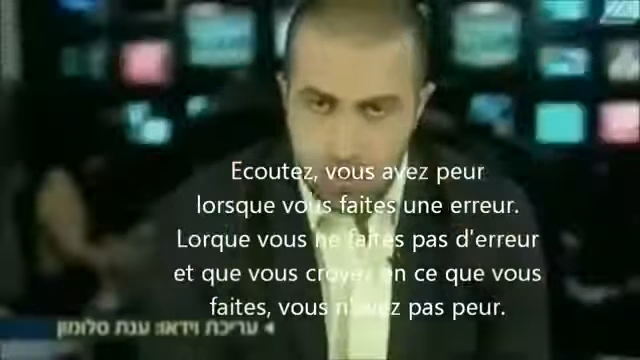 Ecoutez, vous avez peur
lorsque vous faites une erreur.
Lorque vous ne faites pas d'erreur
et que vous croyez en ce que vous
faites, vous n'avez pas peur.
עריכת וידאו: ענת סלומון